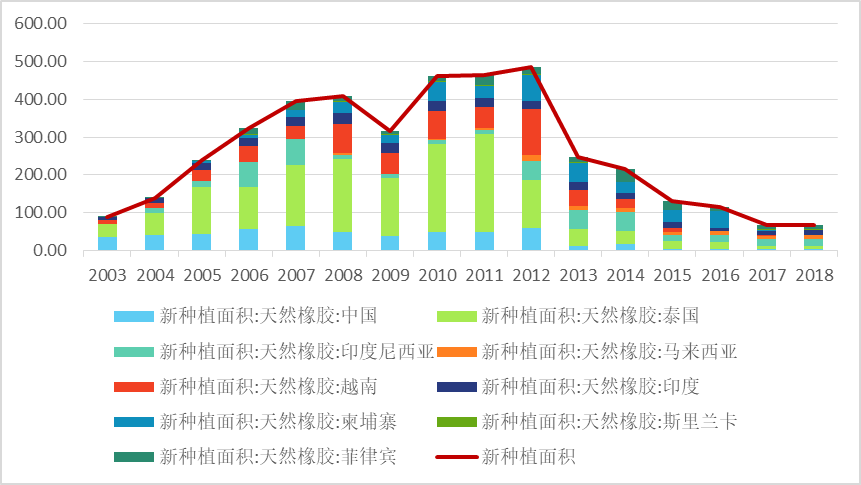 600.00
500.00
400.00
300.00
200.00
100.00
0.00
2003 2004 2005 2006 2007 2008 2009 2010 2011 2012 2013 2014 2015 2016 2017 2018
新种植面积:天然橡胶:中国 新种植面积:天然橡胶:泰国
新种植面积:天然橡胶:印度尼西亚 新种植面积:天然橡胶:马来西亚
新种植面积:天然橡胶:越南 新种植面积:天然橡胶:印度
新种植面积:天然橡胶:柬埔寨 新种植面积:天然橡胶:斯里兰卡
新种植面积:天然橡胶:菲律宾 新种植面积